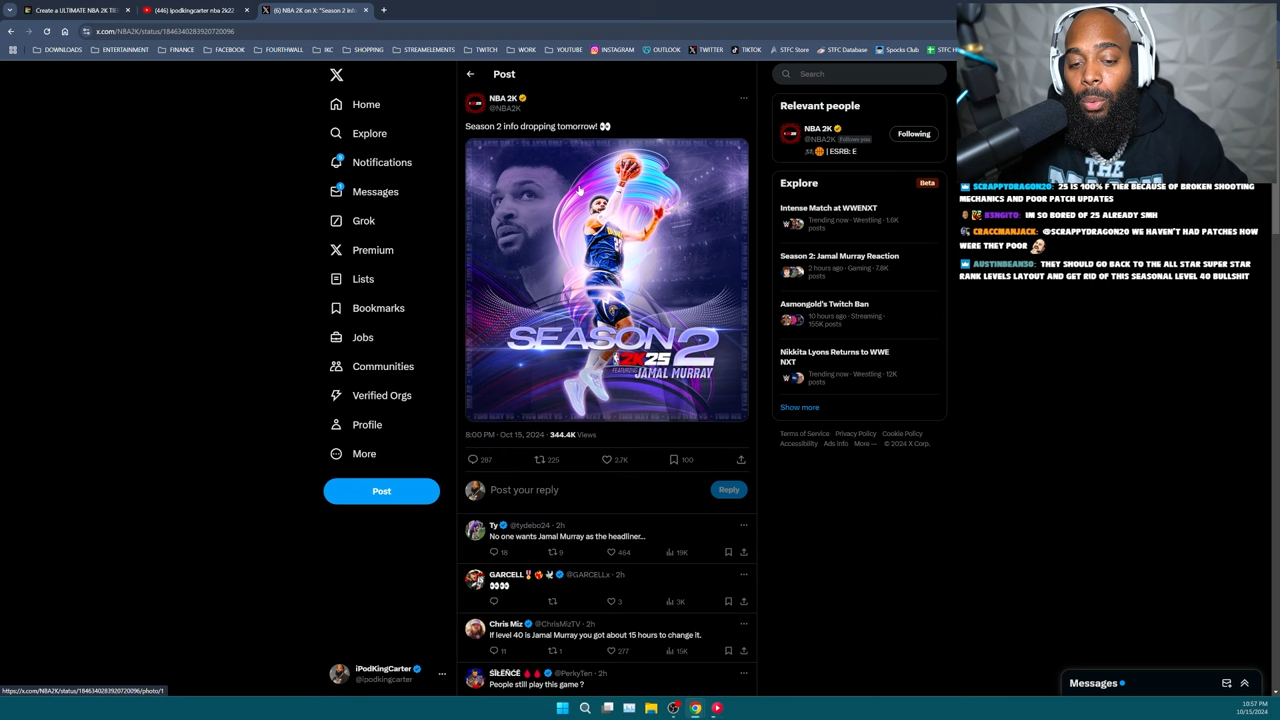 Create a ULTIMATE NBA 2K TIE
(446) ipodkingcarter nba 2k22
(6) NBA 2K on X: "Season 2 info
x.com/NBA2K/status/1846340283920720096
DOWNLOADS
ENTERTAINMENT
FINANCE
FACEBOOK
FOURTHWALL
IKC
SHOPPING
STREAMELEMENTS
TWITCH
WORK
YOUTUBE
INSTAGRAM
OUTLOOK
TWITTER
TIKTOK
STFC Store
STFC Database
Spocks Club
Home
Explore
Notifications
Messages
Grok
Premium
Lists
Bookmarks
Jobs
Communities
Verified Orgs
Profile
More
Post
iPodKingCarter
@ipodkingcarter
Post
NBA 2K
@NBA2K
Season 2 info dropping tomorrow! 👀
SEASON 2
NBA 2K25
FEATURING
JAMAL MURRAY
8:00 PM · Oct 15, 2024 · 344.4K Views
287 225 2.7K 100
Post your reply
Reply
Ty @tydebo24 · 2h
No one wants Jamal Murray as the headliner...
18 9 464 19K
GARCELL @GARCELLx · 2h
👀👀
3 3K
Chris Miz @ChrisMizTV · 2h
If level 40 is Jamal Murray you got about 15 hours to change it.
11 1 277 15K
@PerkyTen · 2h
People still play this game ?
Search
Relevant people
NBA 2K
@NBA2K Follows you
| ESRB: E
Following
Explore
Beta
Intense Match at WWENXT
Trending now · Wrestling · 1.6K
posts
Season 2: Jamal Murray Reaction
2 hours ago · Gaming · 7.8K
posts
Asmongold's Twitch Ban
10 hours ago · Streaming ·
155K posts
Nikkita Lyons Returns to WWE
NXT
Trending now · Wrestling · 12K
posts
Show more
Terms of Service Privacy Policy Cookie Policy
Accessibility Ads info More ··· © 2024 X Corp.
THE
SCRAPPYDRAGON20: 25 IS 100% F TIER BECAUSE OF BROKEN SHOOTING
MECHANICS AND POOR PATCH UPDATES
B3NGITO: IM SO BORED OF 25 ALREADY SMH
CRACCMANJACK: @SCRAPPYDRAGON20 WE HAVEN'T HAD PATCHES HOW
WERE THEY POOR
AUSTINBEAN30: THEY SHOULD GO BACK TO THE ALL STAR SUPER STAR
RANK LEVELS LAYOUT AND GET RID OF THIS SEASONAL LEVEL 40 BULLSHIT
Messages
https://x.com/NBA2K/status/1846340283920720096/photo/1
10:57 PM
10/15/2024